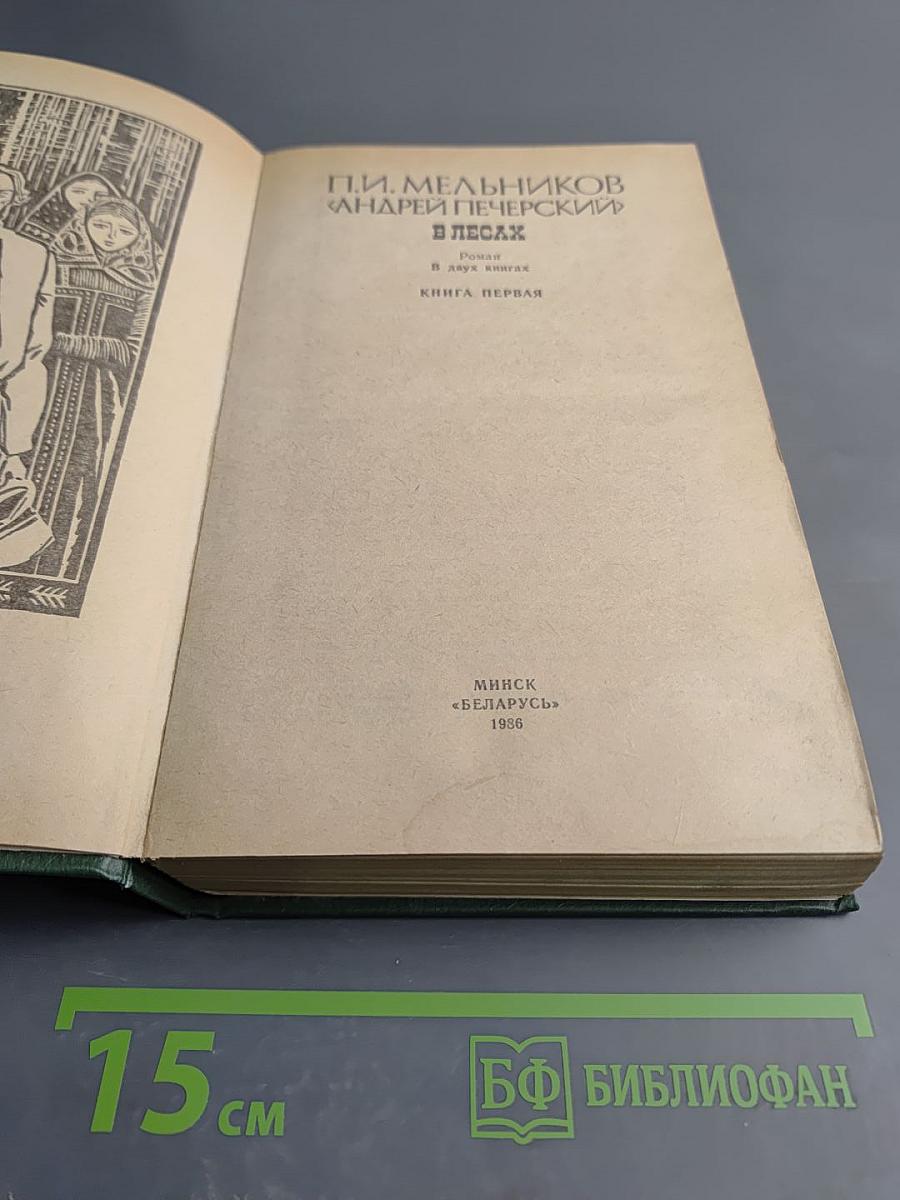 П.И. МЕЛЬНИКОВ
‹АНДРЕЙ ПЕЧЕРСКИЙ›
В ЛЕСАХ
Роман
В двух книгах
КНИГА ПЕРВАЯ
МИНСК
«БЕЛАРУСЬ»
1986
15 см
БФ БИБЛИОФАН